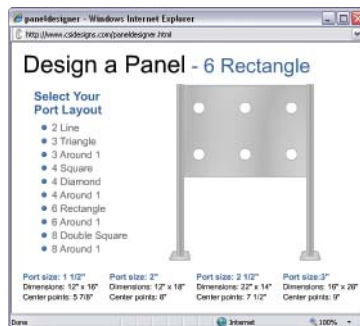 paneldesigner - Windows Internet Explorer
http://www.csidesigns.com/paneldesigner.html
Design a Panel - 6 Rectangle
Select Your
Port Layout
2 Line
3 Triangle
3 Around 1
4 Square
4 Diamond
4 Around 1
6 Rectangle
6 Around 1
8 Double Square
8 Around 1
Port size: 1 1/2"
Dimensions: 12" x 16"
Center points: 5 7/8"
Port size: 2"
Dimensions: 12" x 18"
Center points: 6"
Port size: 2 1/2"
Dimensions: 22" x 14"
Center points: 7 1/2"
Port size:3"
Dimensions: 16" x 26"
Center points: 9"
Done
Internet
100%